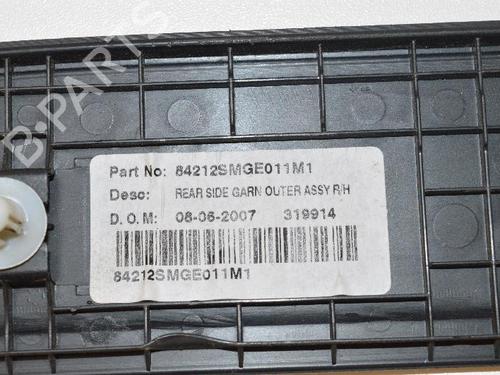 B-PARTS
Part No: 84212SMGE011M1
Desc: REAR SIDE GARN OUTER ASSY R/H
D. O. M: 08-06-2007 319914
84212SMGE011M1